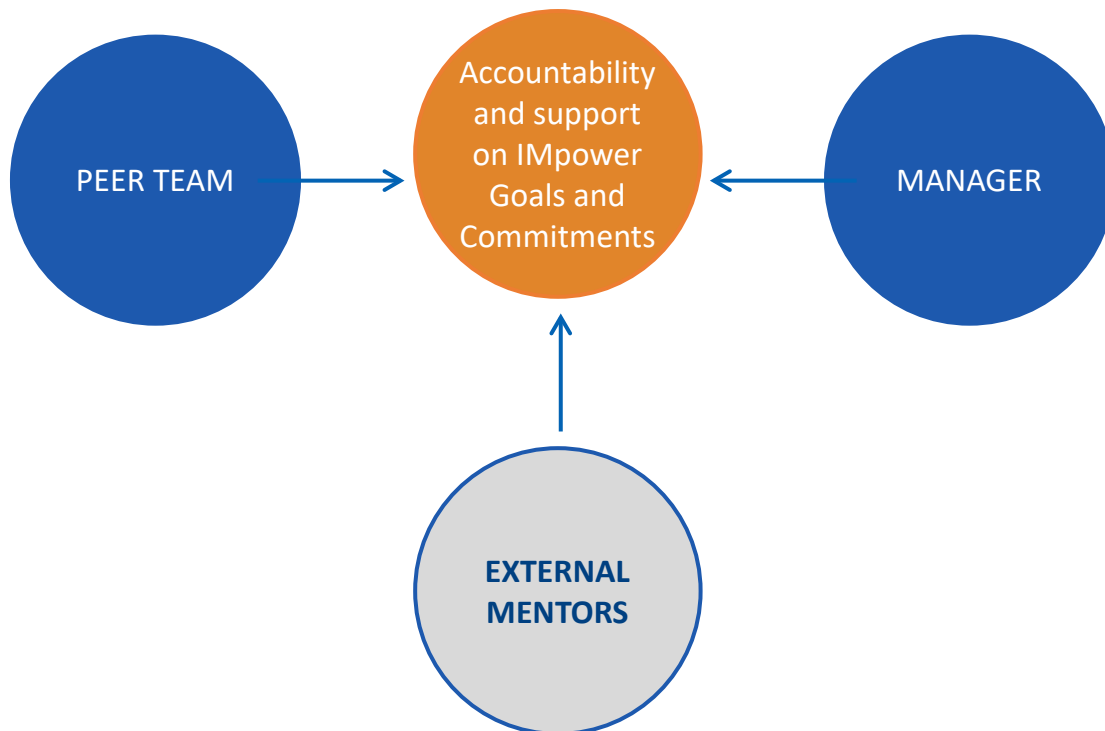 PEER TEAM
Accountability
and support
on IMpower
Goals and
Commitments
MANAGER
EXTERNAL
MENTORS